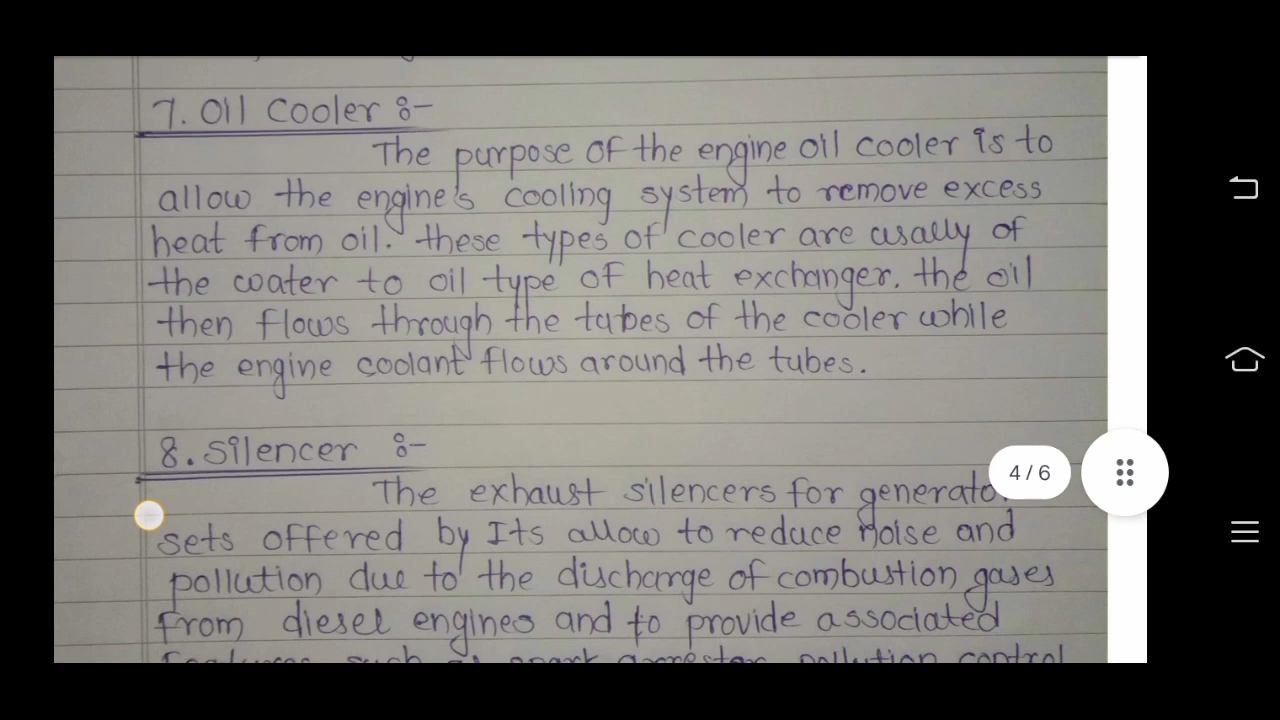 7. Oil Cooler :-
The purpose of the engine oil cooler is to
allow the engine's cooling system to remove excess
heat from oil. these types of cooler are usally of
the water to oil type of heat exchanger. the oil
then flows through the tubes of the cooler while
the engine coolant flows around the tubes.
8. Silencer :-
The exhaust silencers for generator
sets offered by Its allow to reduce noise and
pollution due to the discharge of combustion gases
from diesel engines and to provide associated
such pollution control
4 / 6